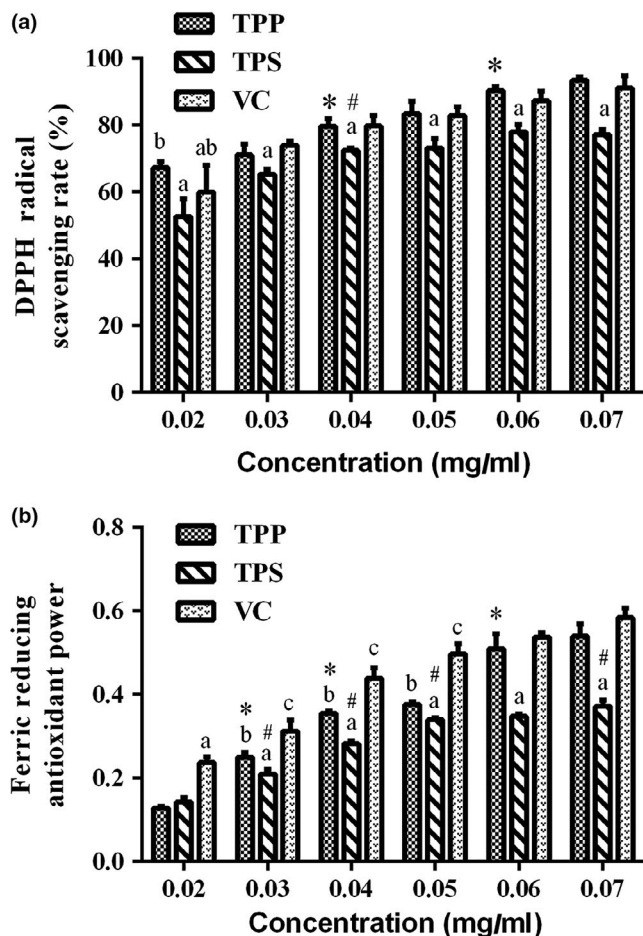 (a)
TPP
TPS
VC
DPPH radical
scavenging rate (%)
100
80
60
40
20
0
b a ab
a
* # a
a
* a
a
0.02 0.03 0.04 0.05 0.06 0.07
Concentration (mg/ml)
(b)
TPP
TPS
VC
Ferric reducing
antioxidant power
0.8
0.6
0.4
0.2
0.0
a
* b # a c
* b # a c
b # a c
* a
# a
0.02 0.03 0.04 0.05 0.06 0.07
Concentration (mg/ml)